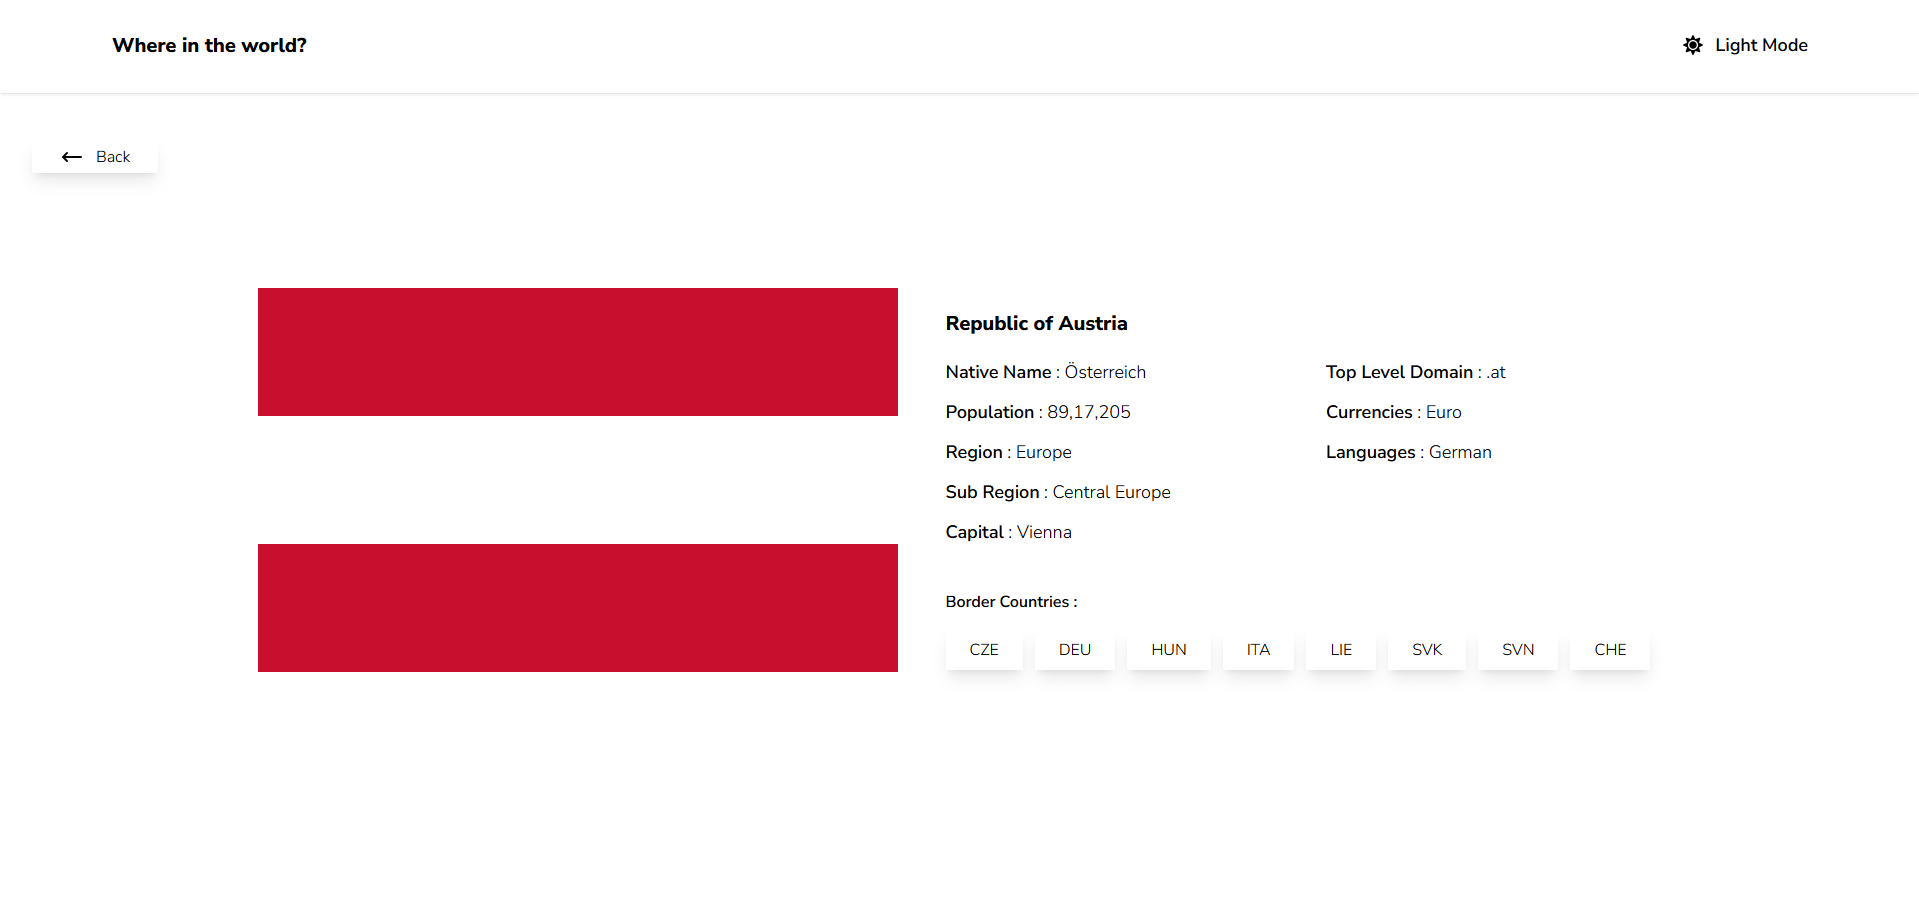 Where in the world?
Light Mode
Back
Republic of Austria
Native Name : Österreich
Population : 89,17,205
Region : Europe
Sub Region : Central Europe
Capital : Vienna
Top Level Domain : .at
Currencies : Euro
Languages : German
Border Countries :
CZE DEU HUN ITA LIE SVK SVN CHE